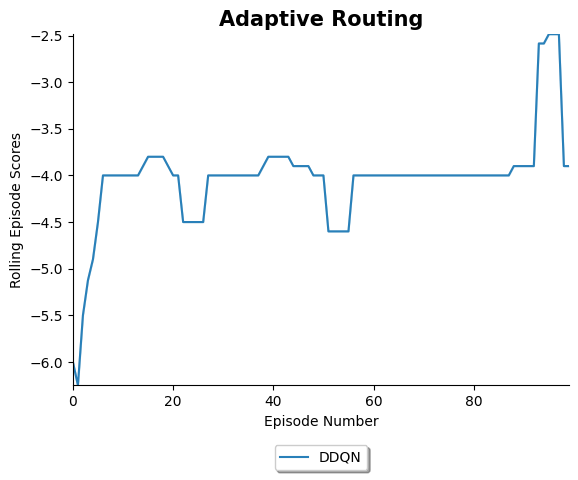 Adaptive Routing
−2.5
−3.0
−3.5
−4.0
−4.5
−5.0
−5.5
−6.0
Rolling Episode Scores
0 20 40 60 80
Episode Number
DDQN